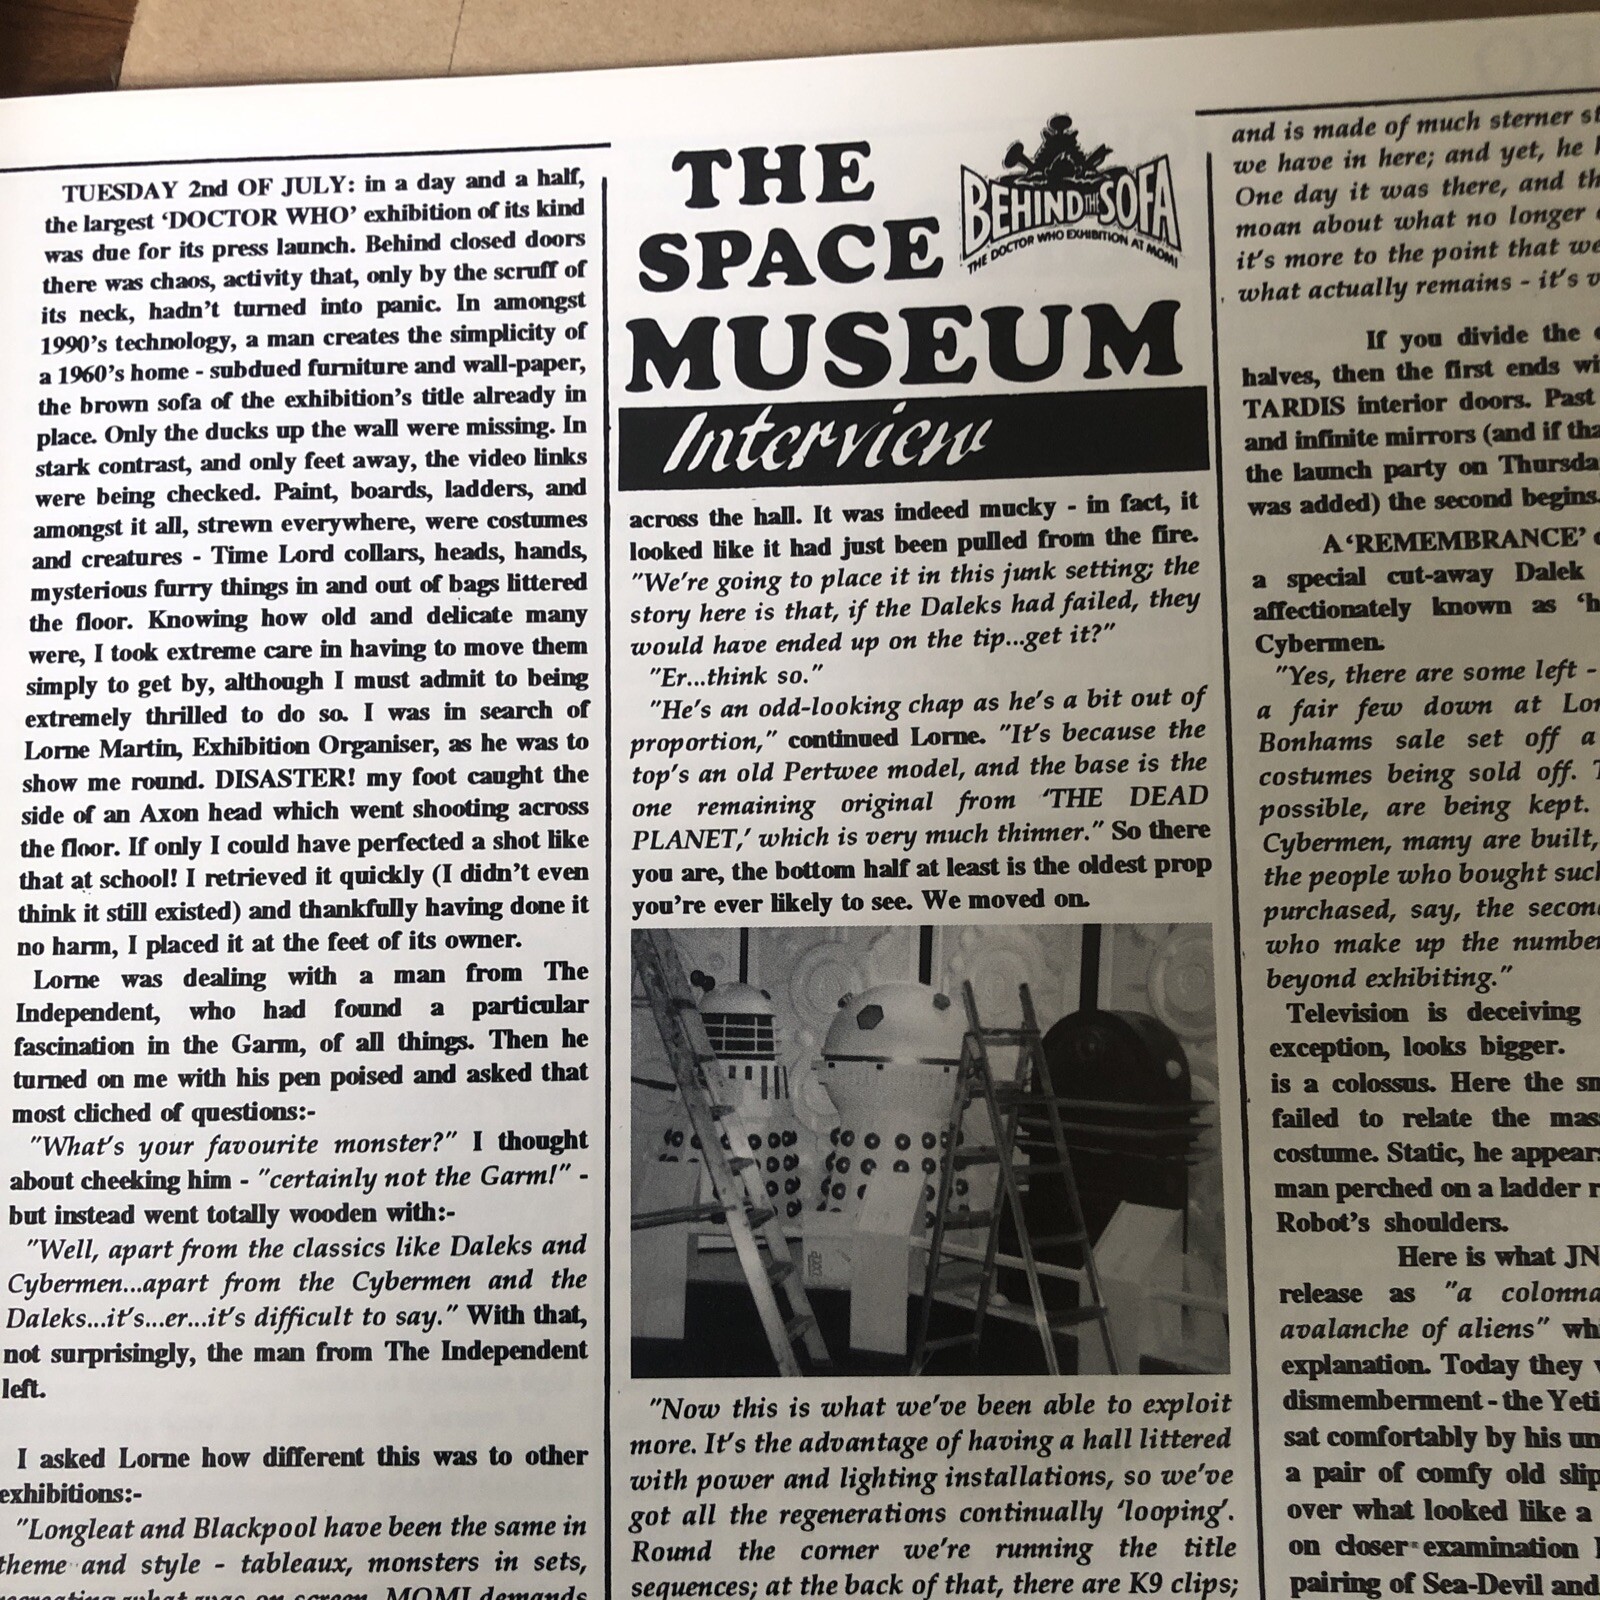 TUESDAY 2nd OF JULY: in a day and a half,
the largest ‘DOCTOR WHO’ exhibition of its kind
was due for its press launch. Behind closed doors
there was chaos, activity that, only by the scruff of
its neck, hadn’t turned into panic. In amongst
1990’s technology, a man creates the simplicity of
a 1960’s home - subdued furniture and wall-paper,
the brown sofa of the exhibition’s title already in
place. Only the ducks up the wall were missing. In
stark contrast, and only feet away, the video links
were being checked. Paint, boards, ladders, and
amongst it all, strewn everywhere, were costumes
and creatures - Time Lord collars, heads, hands,
mysterious furry things in and out of bags littered
the floor. Knowing how old and delicate many
were, I took extreme care in having to move them
simply to get by, although I must admit to being
extremely thrilled to do so. I was in search of
Lorne Martin, Exhibition Organiser, as he was to
show me round. DISASTER! my foot caught the
side of an Axon head which went shooting across
the floor. If only I could have perfected a shot like
that at school! I retrieved it quickly (I didn’t even
think it still existed) and thankfully having done it
no harm, I placed it at the feet of its owner.
Lorne was dealing with a man from The
Independent, who had found a particular
fascination in the Garm, of all things. Then he
turned on me with his pen poised and asked that
most cliched of questions:-
"What’s your favourite monster?" I thought
about cheeking him - "certainly not the Garm!" -
but instead went totally wooden with:-
"Well, apart from the classics like Daleks and
Cybermen...apart from the Cybermen and the
Daleks...it’s...er...it’s difficult to say." With that,
not surprisingly, the man from The Independent
left.
I asked Lorne how different this was to other
exhibitions:-
"Longleat and Blackpool have been the same in
theme and style - tableaux, monsters in sets,
what was on screen. MOMI demands
THE
SPACE
MUSEUM
BEHIND THE SOFA
THE DOCTOR WHO EXHIBITION AT MOMI
Interview
across the hall. It was indeed mucky - in fact, it
looked like it had just been pulled from the fire.
"We’re going to place it in this junk setting; the
story here is that, if the Daleks had failed, they
would have ended up on the tip...get it?"
"Er...think so."
"He’s an odd-looking chap as he’s a bit out of
proportion," continued Lorne. "It’s because the
top’s an old Pertwee model, and the base is the
one remaining original from ‘THE DEAD
PLANET,’ which is very much thinner." So there
you are, the bottom half at least is the oldest prop
you’re ever likely to see. We moved on.
"Now this is what we’ve been able to exploit
more. It’s the advantage of having a hall littered
with power and lighting installations, so we’ve
got all the regenerations continually ‘looping’.
Round the corner we’re running the title
sequences; at the back of that, there are K9 clips;
and is made of much sterner
we have in here; and yet, he
One day it was there, and
moan about what no longer
it’s more to the point that
what actually remains - it’s
If you divide the
halves, then the first ends
TARDIS interior doors. Past
and infinite mirrors (and if
the launch party on
was added) the second begins.
A ‘REMEMBRANCE’
a special cut-away Dalek
affectionately known as
Cybermen.
"Yes, there are some left -
a fair few down at
Bonhams sale set off a
costumes being sold off.
possible, are being kept.
Cybermen, many are built,
the people who bought
purchased, say, the
who make up the
beyond exhibiting."
Television is deceiving
exception, looks bigger.
is a colossus. Here the
failed to relate the
costume. Static, he
man perched on a ladder
Robot’s shoulders.
Here is what
release as "a
avalanche of aliens"
explanation. Today they
dismemberment - the Yeti
sat comfortably by his
a pair of comfy old
over what looked like a
on closer examination
pairing of Sea-Devil and